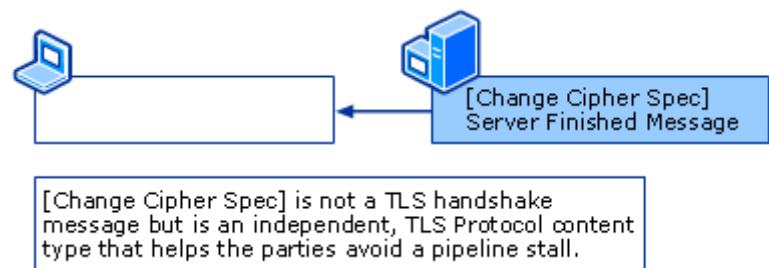 [Change Cipher Spec]
Server Finished Message
[Change Cipher Spec] is not a TLS handshake
message but is an independent, TLS Protocol content
type that helps the parties avoid a pipeline stall.